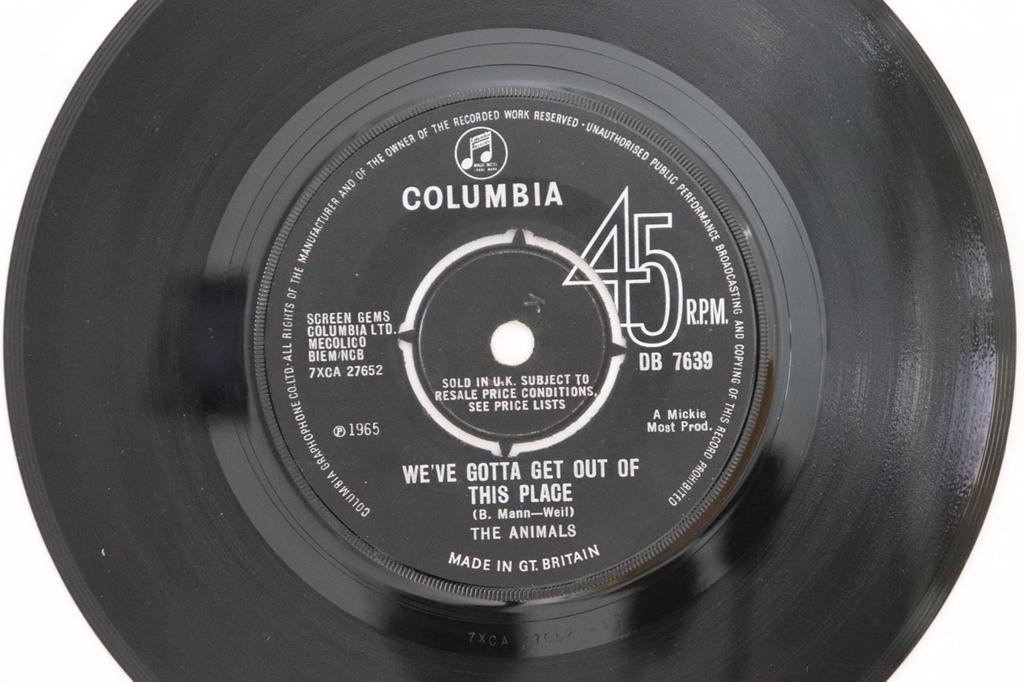 COLUMBIA GRAPHOPHONE CO.LTD·ALL RIGHTS OF THE MANUFACTURER AND OF THE OWNER OF THE RECORDED WORK RESERVED·UNAUTHORISED PUBLIC PERFORMANCE BROADCASTING AND COPYING OF THIS RECORD PROHIBITED
COLUMBIA
45
R.P.M.
SCREEN GEMS
COLUMBIA LTD.
MECOLICO
BIEM/NCB
7XCA 27652
DB 7639
SOLD IN U.K. SUBJECT TO
RESALE PRICE CONDITIONS,
SEE PRICE LISTS
℗ 1965
A Mickie
Most Prod.
WE'VE GOTTA GET OUT OF
THIS PLACE
(B. Mann—Weil)
THE ANIMALS
MADE IN GT. BRITAIN
7XCA 27652